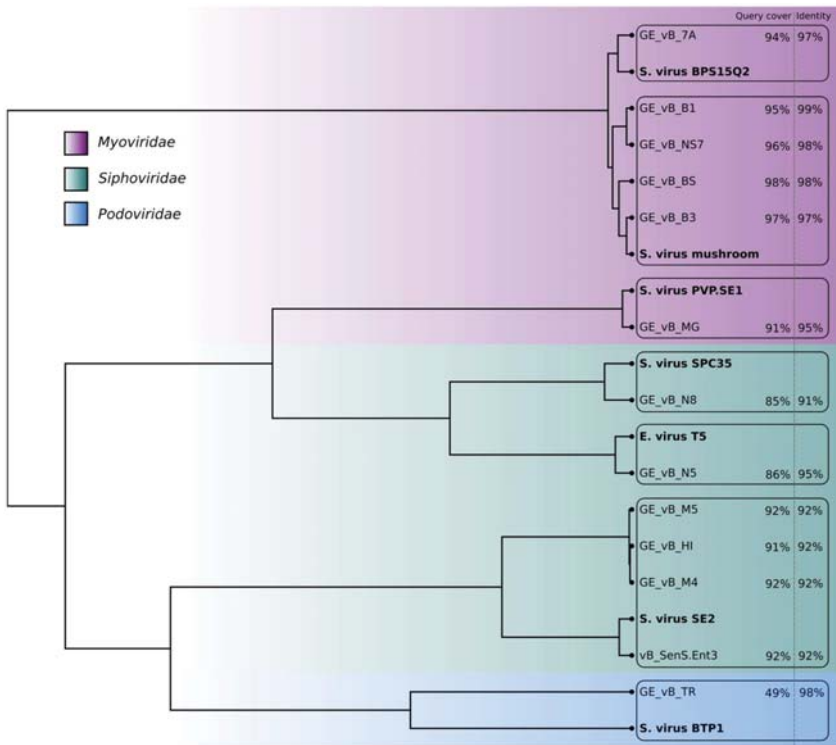 Query cover Identity
GE_vB_7A 94% 97%
S. virus BPS15Q2
GE_vB_B1 95% 99%
Myoviridae
GE_vB_NS7 96% 98%
Siphoviridae
GE_vB_BS 98% 98%
Podoviridae
GE_vB_B3 97% 97%
S. virus mushroom
S. virus PVP.SE1
GE_vB_MG 91% 95%
S. virus SPC35
GE_vB_N8 85% 91%
E. virus T5
GE_vB_N5 86% 95%
GE_vB_M5 92% 92%
GE_vB_HI 91% 92%
GE_vB_M4 92% 92%
S. virus SE2
vB_SenS.Ent3 92% 92%
GE_vB_TR 49% 98%
S. virus BTP1